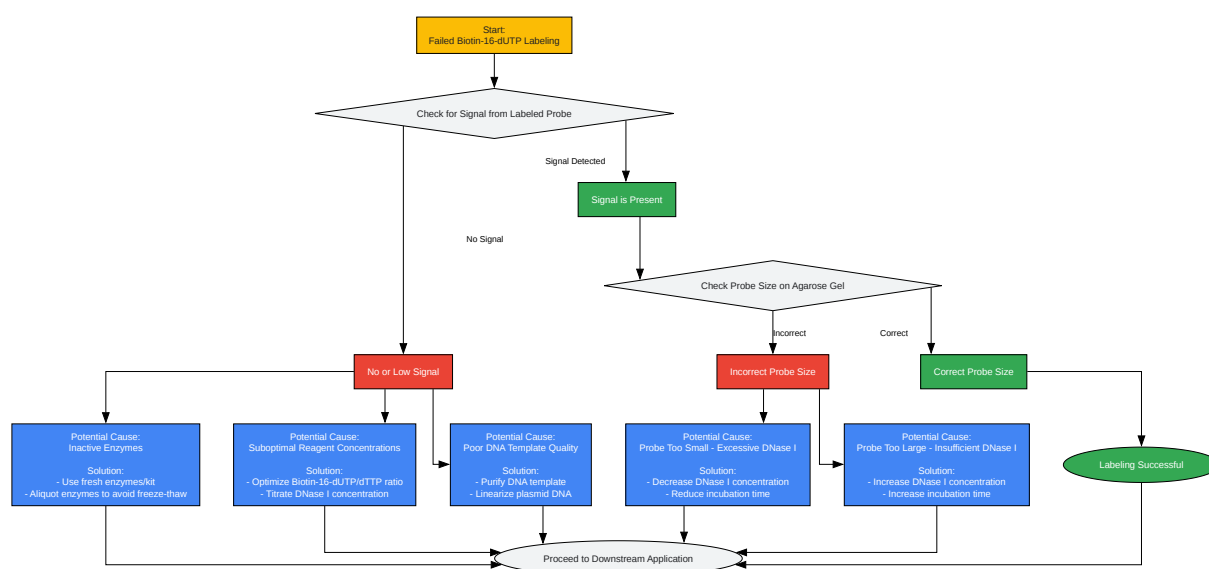 Start:
Failed Biotin-16-dUTP Labeling
Check for Signal from Labeled Probe
Signal Detected
Signal is Present
No Signal
Check Probe Size on Agarose Gel
Incorrect
Correct
No or Low Signal
Incorrect Probe Size
Correct Probe Size
Potential Cause:
Inactive Enzymes
Solution:
- Use fresh enzymes/kit
- Aliquot enzymes to avoid freeze-thaw
Potential Cause:
Suboptimal Reagent Concentrations
Solution:
- Optimize Biotin-16-dUTP/dTTP ratio
- Titrate DNase I concentration
Potential Cause:
Poor DNA Template Quality
Solution:
- Purify DNA template
- Linearize plasmid DNA
Potential Cause:
Probe Too Small - Excessive DNase I
Solution:
- Decrease DNase I concentration
- Reduce incubation time
Potential Cause:
Probe Too Large - Insufficient DNase I
Solution:
- Increase DNase I concentration
- Increase incubation time
Labeling Successful
Proceed to Downstream Application